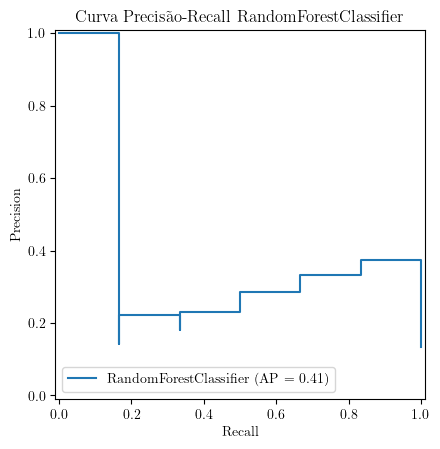 Curva Precisão-Recall RandomForestClassifier
1.0
0.8
0.6
0.4
0.2
0.0
Precision
RandomForestClassifier (AP = 0.41)
0.0 0.2 0.4 0.6 0.8 1.0
Recall